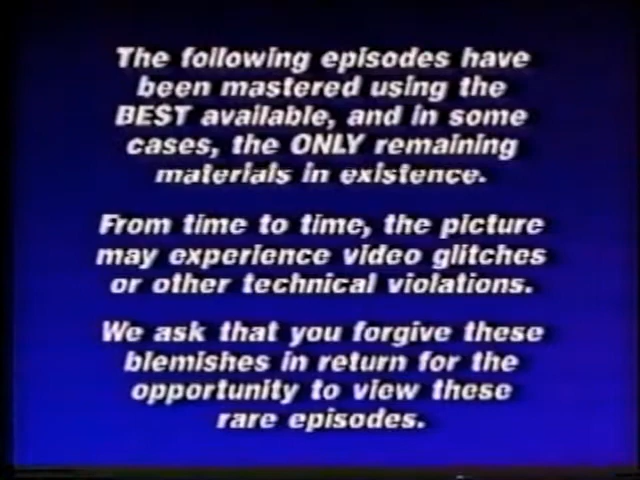 The following episodes have
been mastered using the
BEST available, and in some
cases, the ONLY remaining
materials in existence.
From time to time, the picture
may experience video glitches
or other technical violations.
We ask that you forgive these
blemishes in return for the
opportunity to view these
rare episodes.